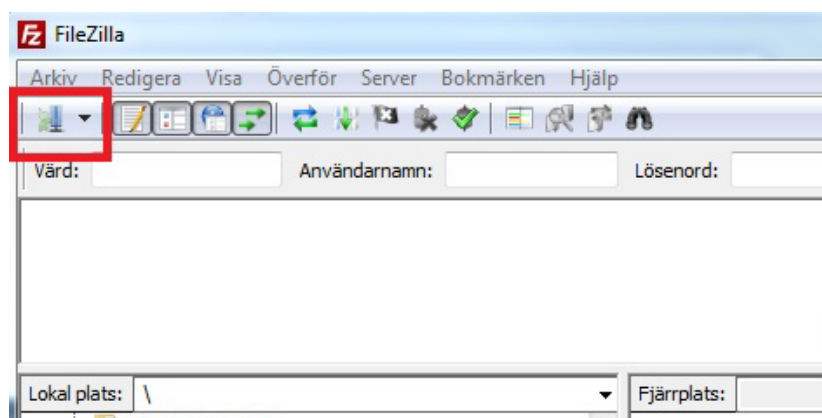 FileZilla
Arkiv Redigera Visa Överför Server Bokmärken Hjälp
Värd: Användarnamn: Lösenord:
Lokal plats: \ Fjärrplats: